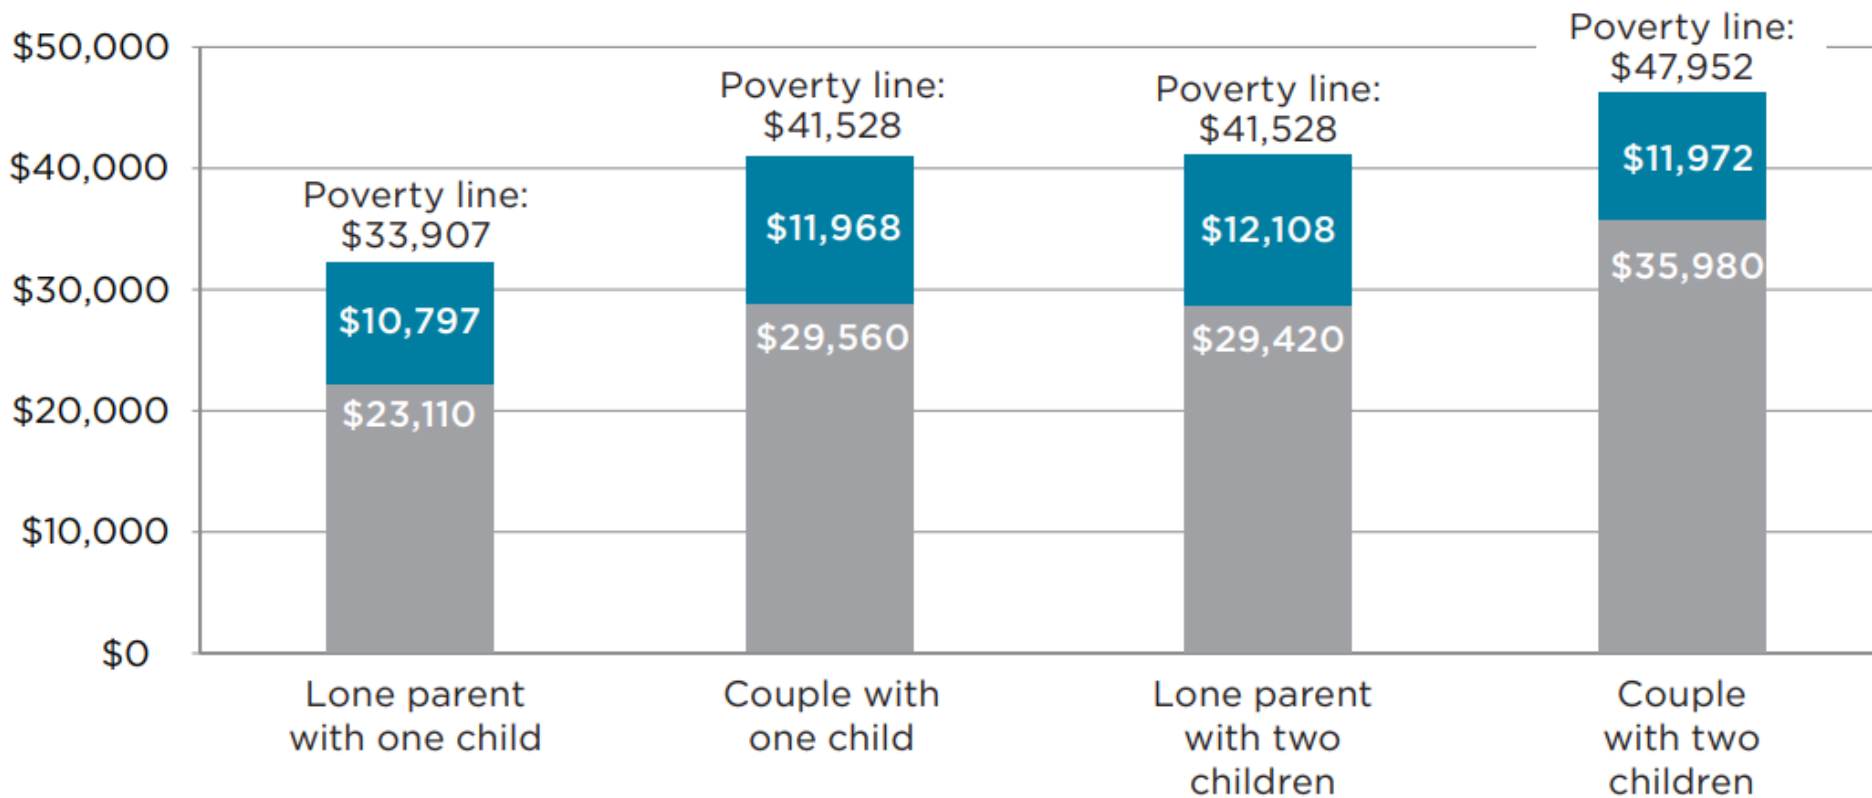 $50,000
$40,000
$30,000
$20,000
$10,000
$0
Poverty line:
$33,907
$10,797
$23,110
Lone parent
with one child
Poverty line:
$41,528
$11,968
$29,560
Couple with
one child
Poverty line:
$41,528
$12,108
$29,420
Lone parent
with two
children
Poverty line:
$47,952
$11,972
$35,980
Couple
with two
children